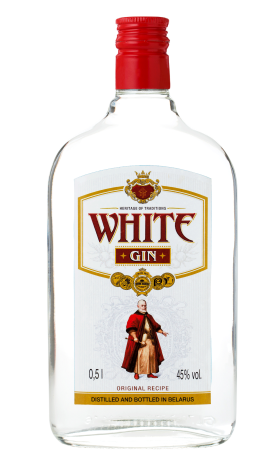 HERITAGE OF TRADITIONS
WHITE
GIN
0,5 l
45% vol.
ORIGINAL RECIPE
DISTILLED AND BOTTLED IN BELARUS